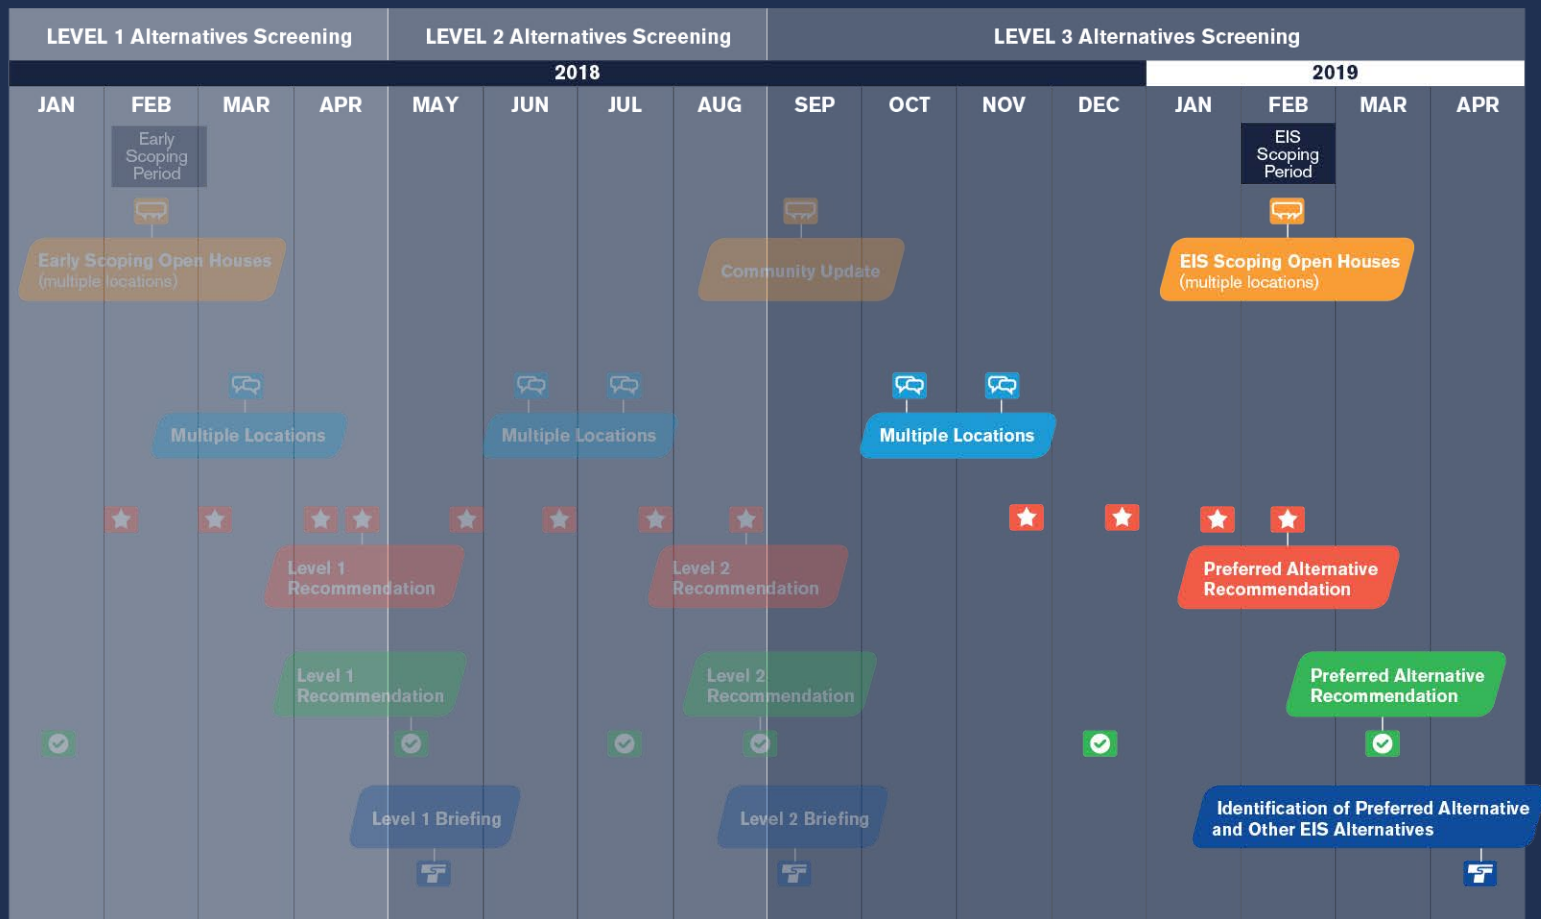 LEVEL 1 Alternatives Screening
LEVEL 2 Alternatives Screening
LEVEL 3 Alternatives Screening
2018
2019
JAN
FEB
MAR
APR
MAY
JUN
JUL
AUG
SEP
OCT
NOV
DEC
JAN
FEB
MAR
APR
Early
Scoping
Period
EIS
Scoping
Period
Early Scoping Open Houses
(multiple locations)
Community Update
EIS Scoping Open Houses
(multiple locations)
Multiple Locations
Multiple Locations
Multiple Locations
Level 1
Recommendation
Level 2
Recommendation
Preferred Alternative
Recommendation
Level 1
Recommendation
Level 2
Recommendation
Preferred Alternative
Recommendation
Level 1 Briefing
Level 2 Briefing
Identification of Preferred Alternative
and Other EIS Alternatives